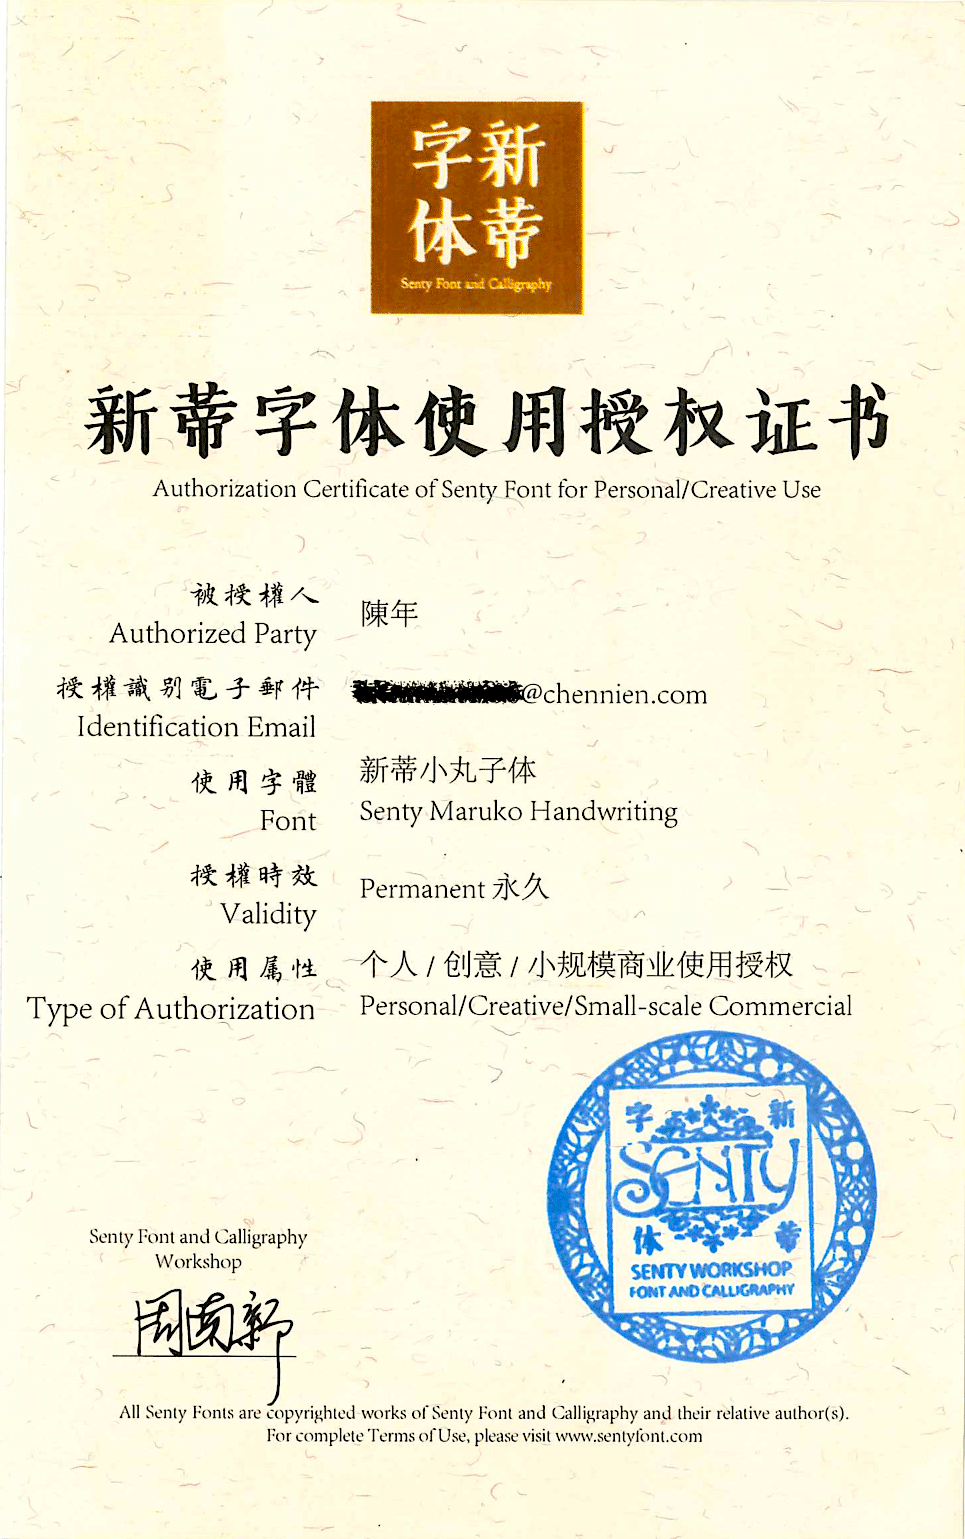 字新
体蒂
Senty Font and Calligraphy
新蒂字体使用授权证书
Authorization Certificate of Senty Font for Personal/Creative Use
被授權人
Authorized Party
陳年
授權識别電子郵件
Identification Email
@chennien.com
使用字體
Font
新蒂小丸子体
Senty Maruko Handwriting
授權時效
Validity
Permanent 永久
使用属性
Type of Authorization
个人 / 创意 / 小规模商业使用授权
Personal/Creative/Small-scale Commercial
字 新
SENTY
体 蒂
SENTY WORKSHOP
FONT AND CALLIGRAPHY
Senty Font and Calligraphy
Workshop
All Senty Fonts are copyrighted works of Senty Font and Calligraphy and their relative author(s).
For complete Terms of Use, please visit www.sentyfont.com